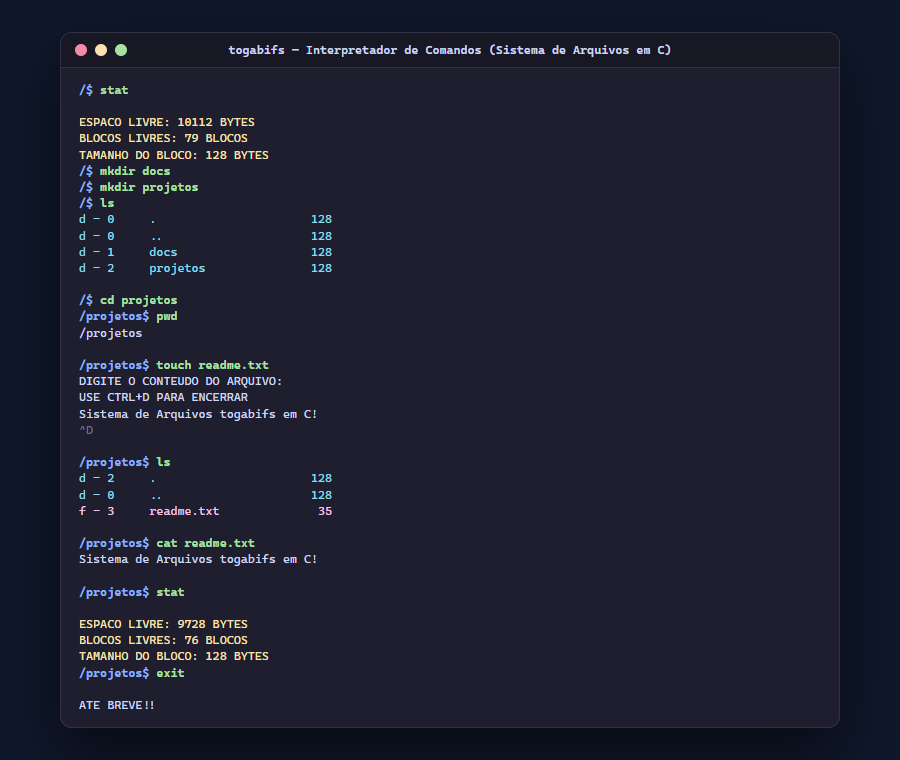 togabifs — Interpretador de Comandos (Sistema de Arquivos em C)
/$ stat
ESPACO LIVRE: 10112 BYTES
BLOCOS LIVRES: 79 BLOCOS
TAMANHO DO BLOCO: 128 BYTES
/$ mkdir docs
/$ mkdir projetos
/$ ls
d - 0 . 128
d - 0 .. 128
d - 1 docs 128
d - 2 projetos 128
/$ cd projetos
/projetos$ pwd
/projetos
/projetos$ touch readme.txt
DIGITE O CONTEUDO DO ARQUIVO:
USE CTRL+D PARA ENCERRAR
Sistema de Arquivos togabifs em C!
^D
/projetos$ ls
d - 2 . 128
d - 0 .. 128
f - 3 readme.txt 35
/projetos$ cat readme.txt
Sistema de Arquivos togabifs em C!
/projetos$ stat
ESPACO LIVRE: 9728 BYTES
BLOCOS LIVRES: 76 BLOCOS
TAMANHO DO BLOCO: 128 BYTES
/projetos$ exit
ATE BREVE!!